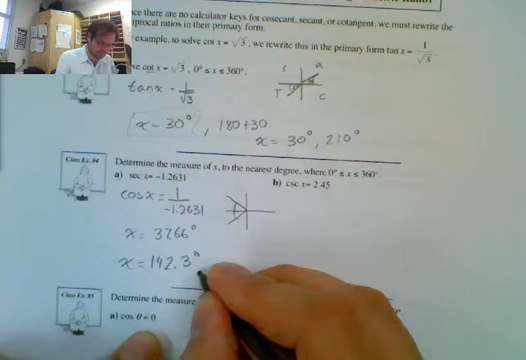 ce there are no calculator keys for cosecant, secant, or cotangent, we must rewrite the
iprocal ratios in their primary form.
example, to solve cot x = √3, we rewrite this in the primary form tan x = 1/√3.
ve cot x = √3, 0° ≤ x ≤ 360°.
tan x = 1/√3
S A
T C
x = 30°, 180+30
x = 30°, 210°
Class Ex. #4
Determine the measure of x, to the nearest degree, where 0° ≤ x ≤ 360°.
a) sec x = -1.2631
b) csc x = 2.45
cos x = 1/-1.2631
x = 3766°
x = 142.3°
Class Ex. #5
Determine the measure
a) cos θ = 0